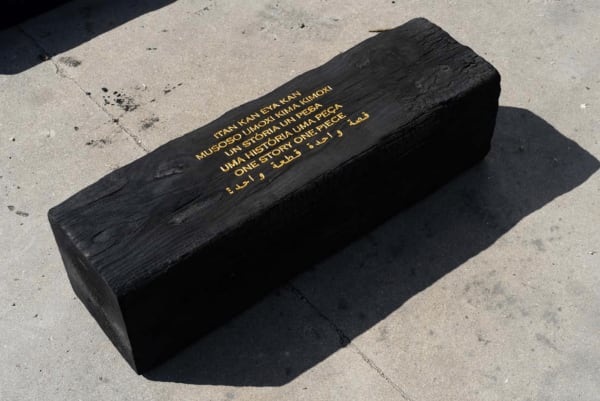 ITAN KAN EYA KAN
MUSOSO UMOXI KIMA KIMOXI
UN STÓRIA UN PESA
UMA HISTÓRIA UMA PEÇA
ONE STORY ONE PIECE
قصة واحدة قطعة واحدة